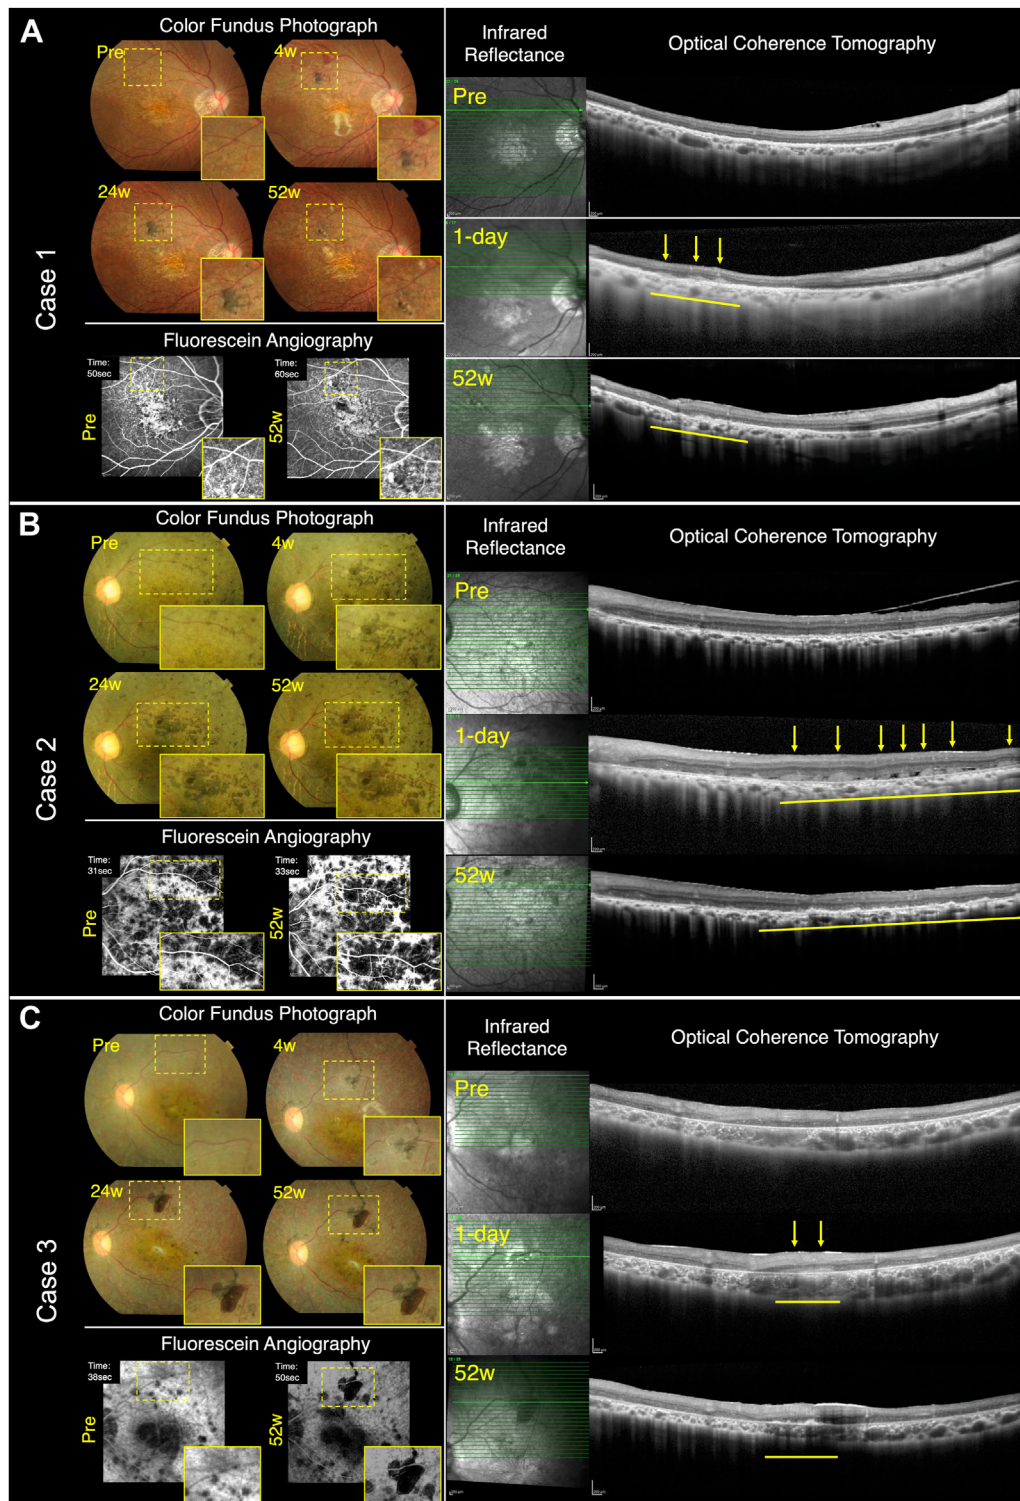 A
Case 1
Color Fundus Photograph
Pre
4w
24w
52w
Fluorescein Angiography
Time:
50sec
Pre
Time:
60sec
52w
Infrared
Reflectance
Optical Coherence Tomography
Pre
1-day
52w
B
Case 2
Color Fundus Photograph
Pre
4w
24w
52w
Fluorescein Angiography
Time:
31sec
Pre
Time:
33sec
52w
Infrared
Reflectance
Optical Coherence Tomography
Pre
1-day
52w
C
Case 3
Color Fundus Photograph
Pre
4w
24w
52w
Fluorescein Angiography
Time:
38sec
Pre
Time:
50sec
52w
Infrared
Reflectance
Optical Coherence Tomography
Pre
1-day
52w